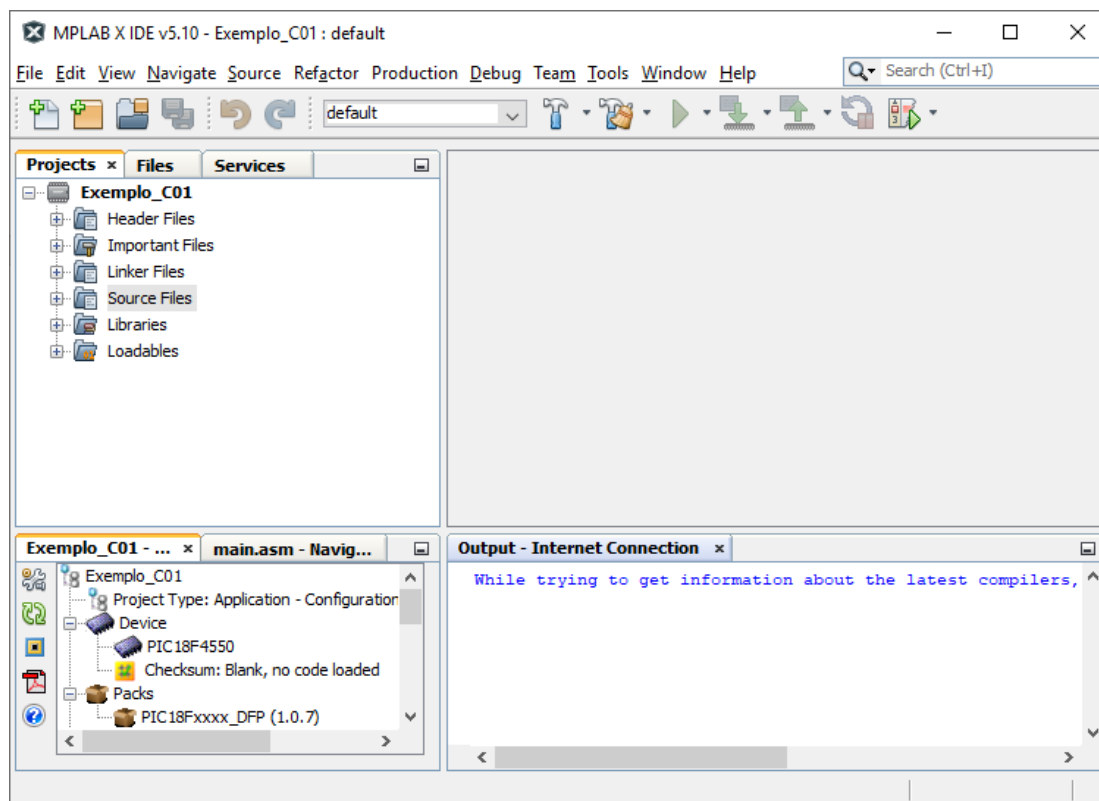 MPLAB X IDE v5.10 - Exemplo_C01 : default
File Edit View Navigate Source Refactor Production Debug Team Tools Window Help
Search (Ctrl+I)
default
Projects x Files Services
Exemplo_C01
Header Files
Important Files
Linker Files
Source Files
Libraries
Loadables
Exemplo_C01 - ... x main.asm - Navig...
Exemplo_C01
Project Type: Application - Configuration
Device
PIC18F4550
Checksum: Blank, no code loaded
Packs
PIC18Fxxxx_DFP (1.0.7)
Output - Internet Connection x
While trying to get information about the latest compilers,